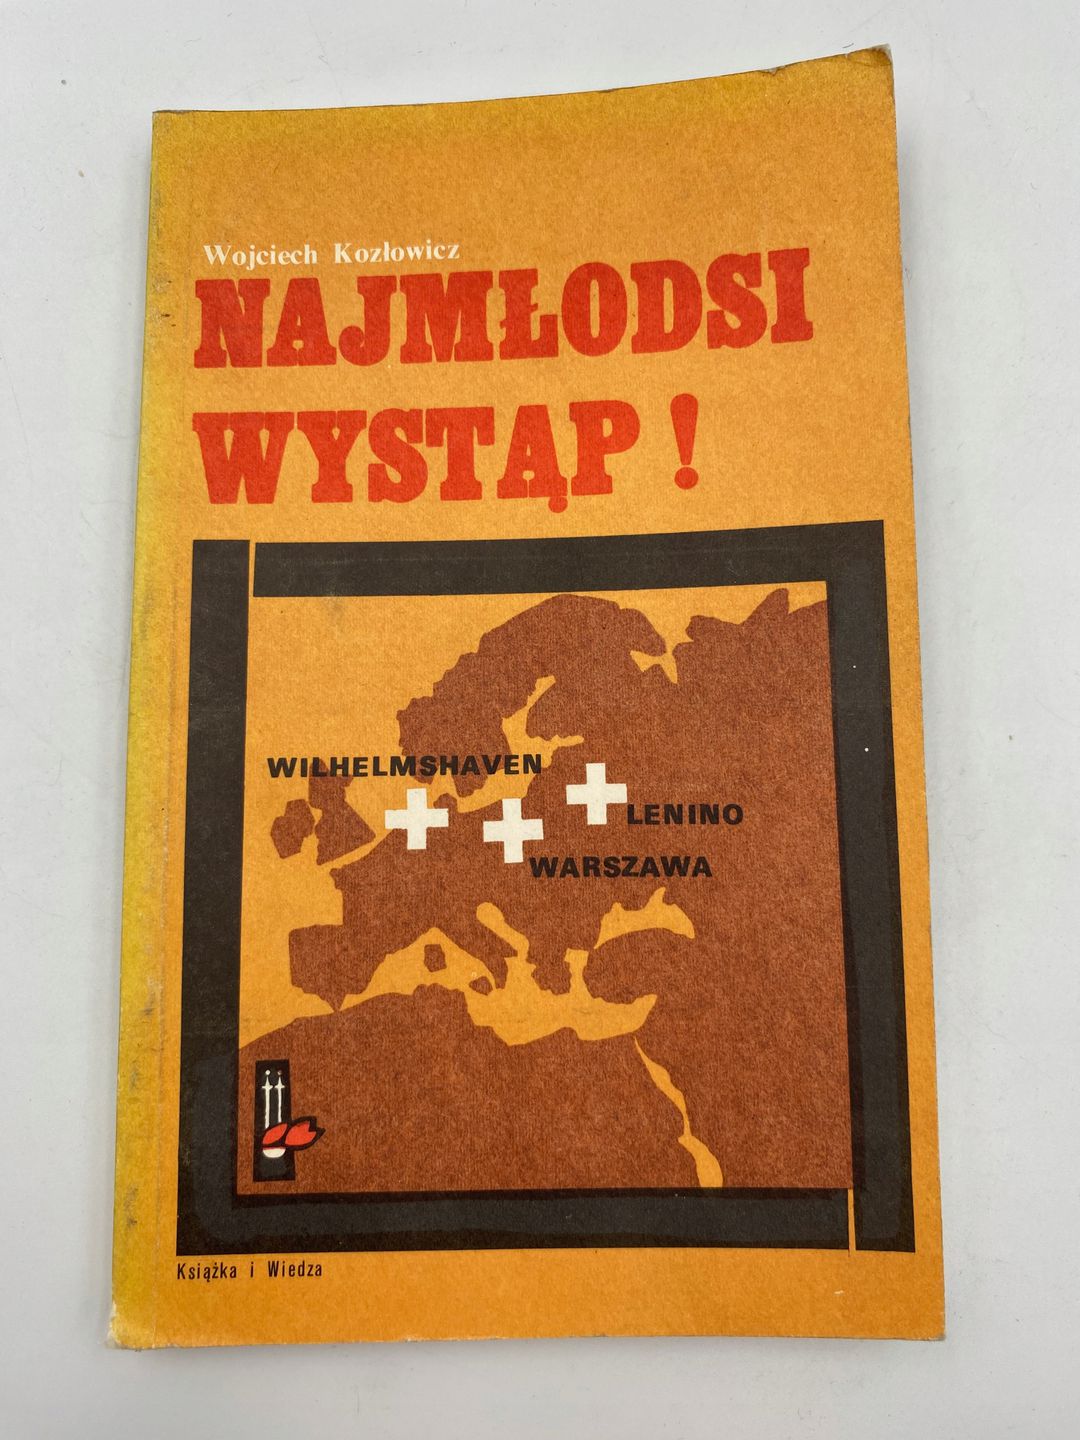 Wojciech Kozłowicz
NAJMŁODSI
WYSTĄP!
WILHELMSHAVEN
LENINO
WARSZAWA
Książka i Wiedza